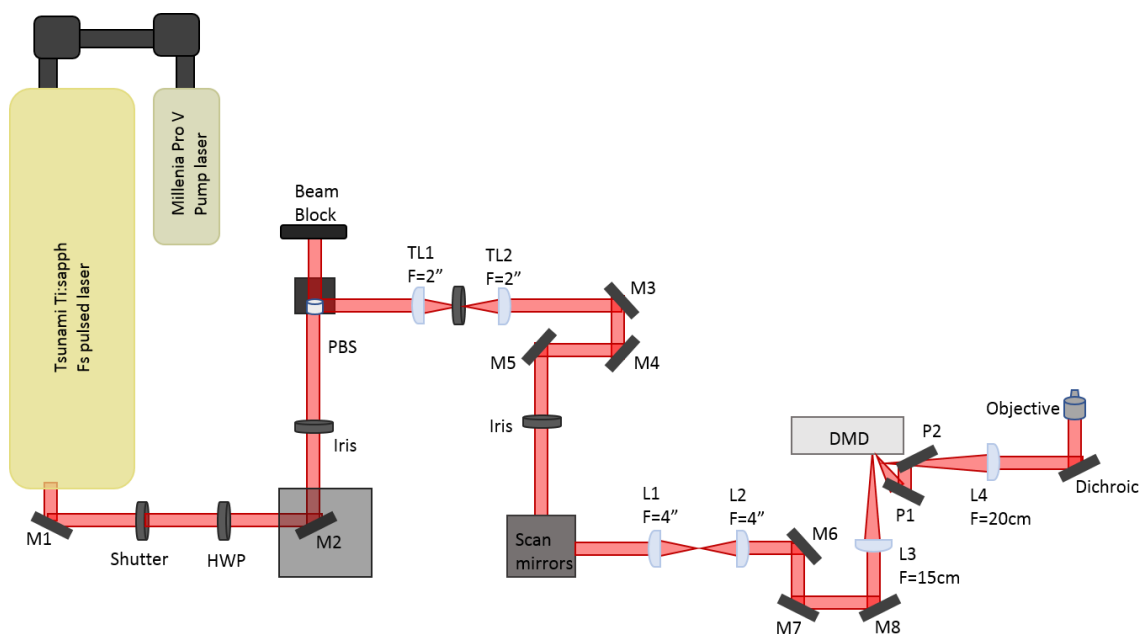 Millenia Pro V
Pump laser
Tsunami Ti:sapph
Fs pulsed laser
Beam
Block
TL1
F=2”
TL2
F=2”
M3
PBS
M5
M4
Iris
Iris
Objective
DMD
P2
P1
Dichroic
L4
F=20cm
M1
Shutter
HWP
M2
Scan
mirrors
L1
F=4”
L2
F=4”
M6
L3
F=15cm
M7
M8